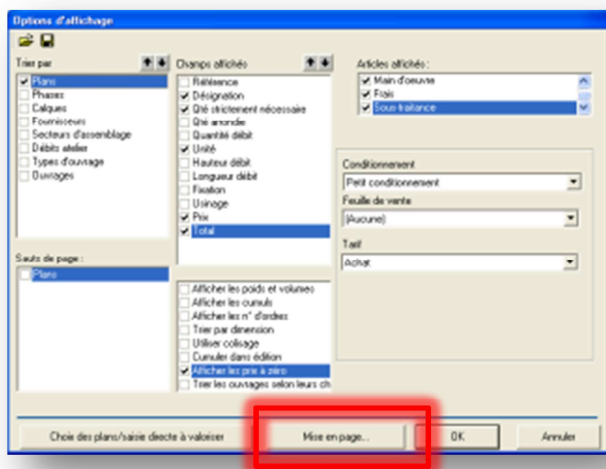 Options d'affichage
Trier par
Plans
Phases
Calques
Fournisseurs
Secteurs d'assemblage
Débits atelier
Types d'ouvrage
Ouvrages
Sauts de page :
Plans
Champs affichés
Référence
Désignation
Qté strictement nécessaire
Qté arrondie
Quantité débit
Unité
Hauteur débit
Longueur débit
Fixation
Usinage
Prix
Total
Afficher les poids et volumes
Afficher les cumuls
Afficher les n° d'ordres
Trier par dimension
Utiliser colisage
Cumuler dans édition
Afficher les prix à zéro
Trier les ouvrages selon leurs ch
Articles affichés :
Main d'oeuvre
Frais
Sous-traitance
Conditionnement
Petit conditionnement
Feuille de vente
(Aucune)
Tarif
Achat
Choix des plans/saisie directe à valoriser
Mise en page...
OK
Annuler